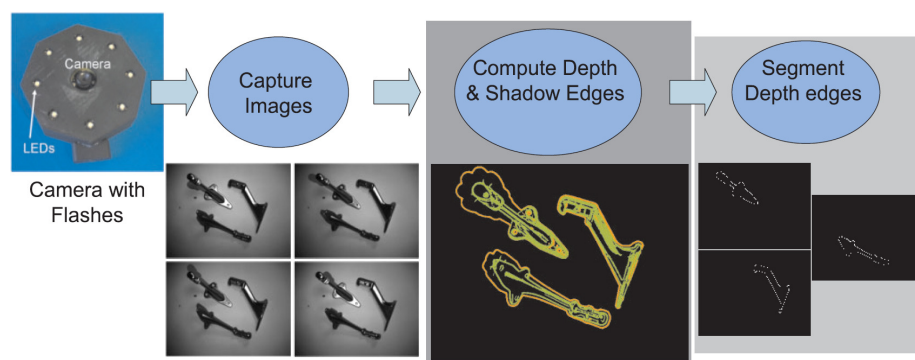 Camera
LEDs
Camera with
Flashes
Capture
Images
Compute Depth
& Shadow Edges
Segment
Depth edges